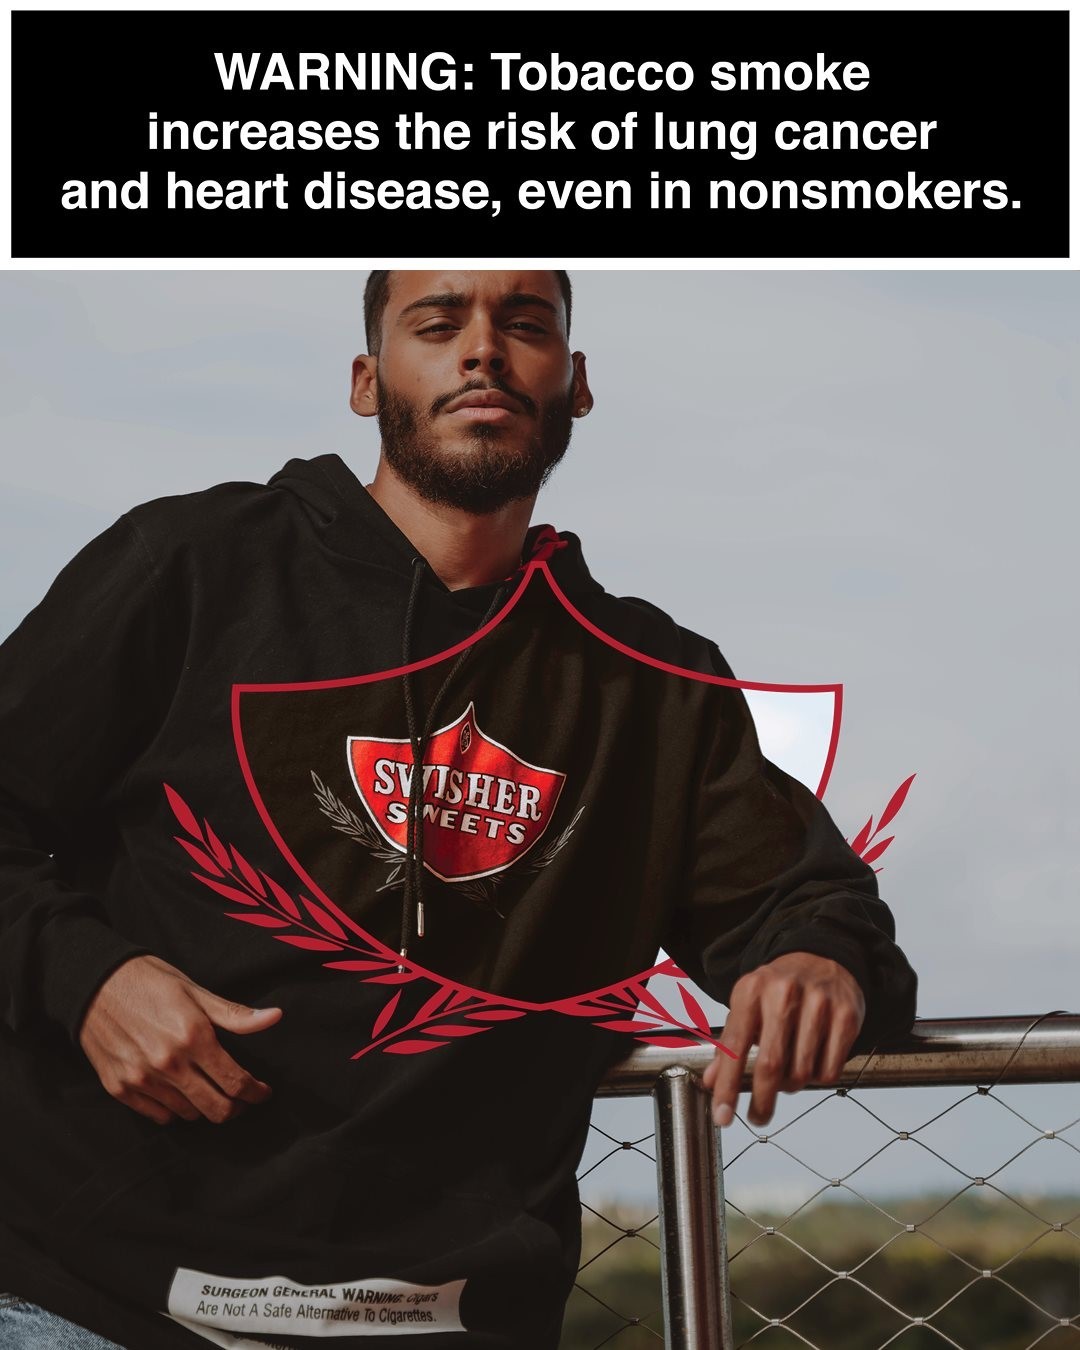 WARNING: Tobacco smoke
increases the risk of lung cancer
and heart disease, even in nonsmokers.
SWISHER
SWEETS
SURGEON GENERAL WARNING: Cigars
Are Not A Safe Alternative To Cigarettes.